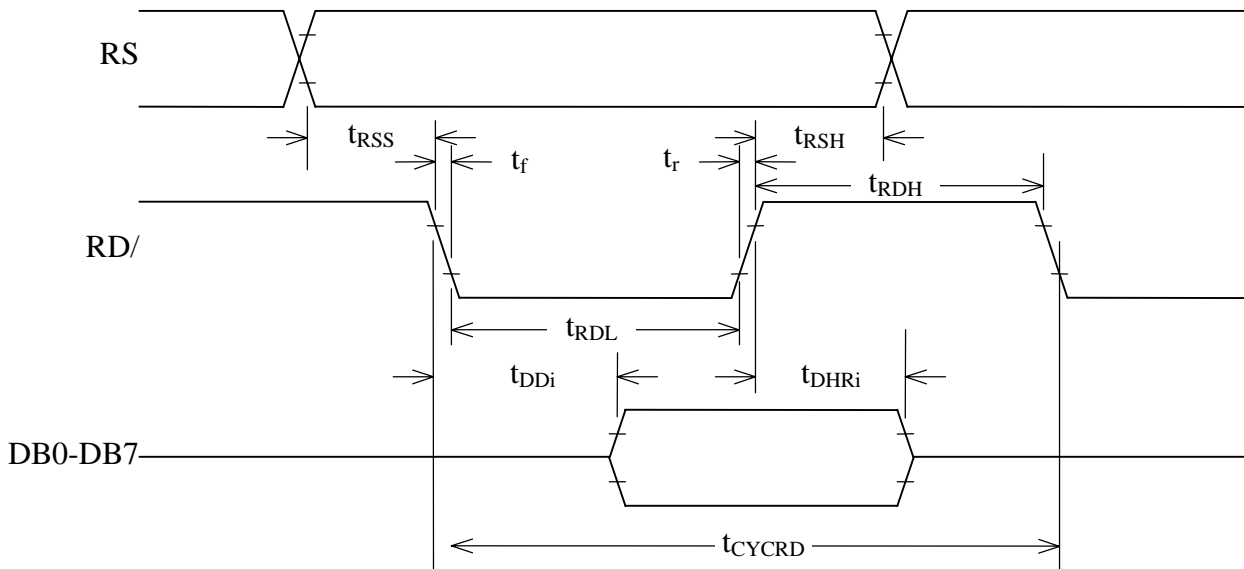 RS
tRSS
tRSH
tf
tr
tRDH
RD/
tRDL
tDDi
tDHRi
DB0-DB7
tCYCRD